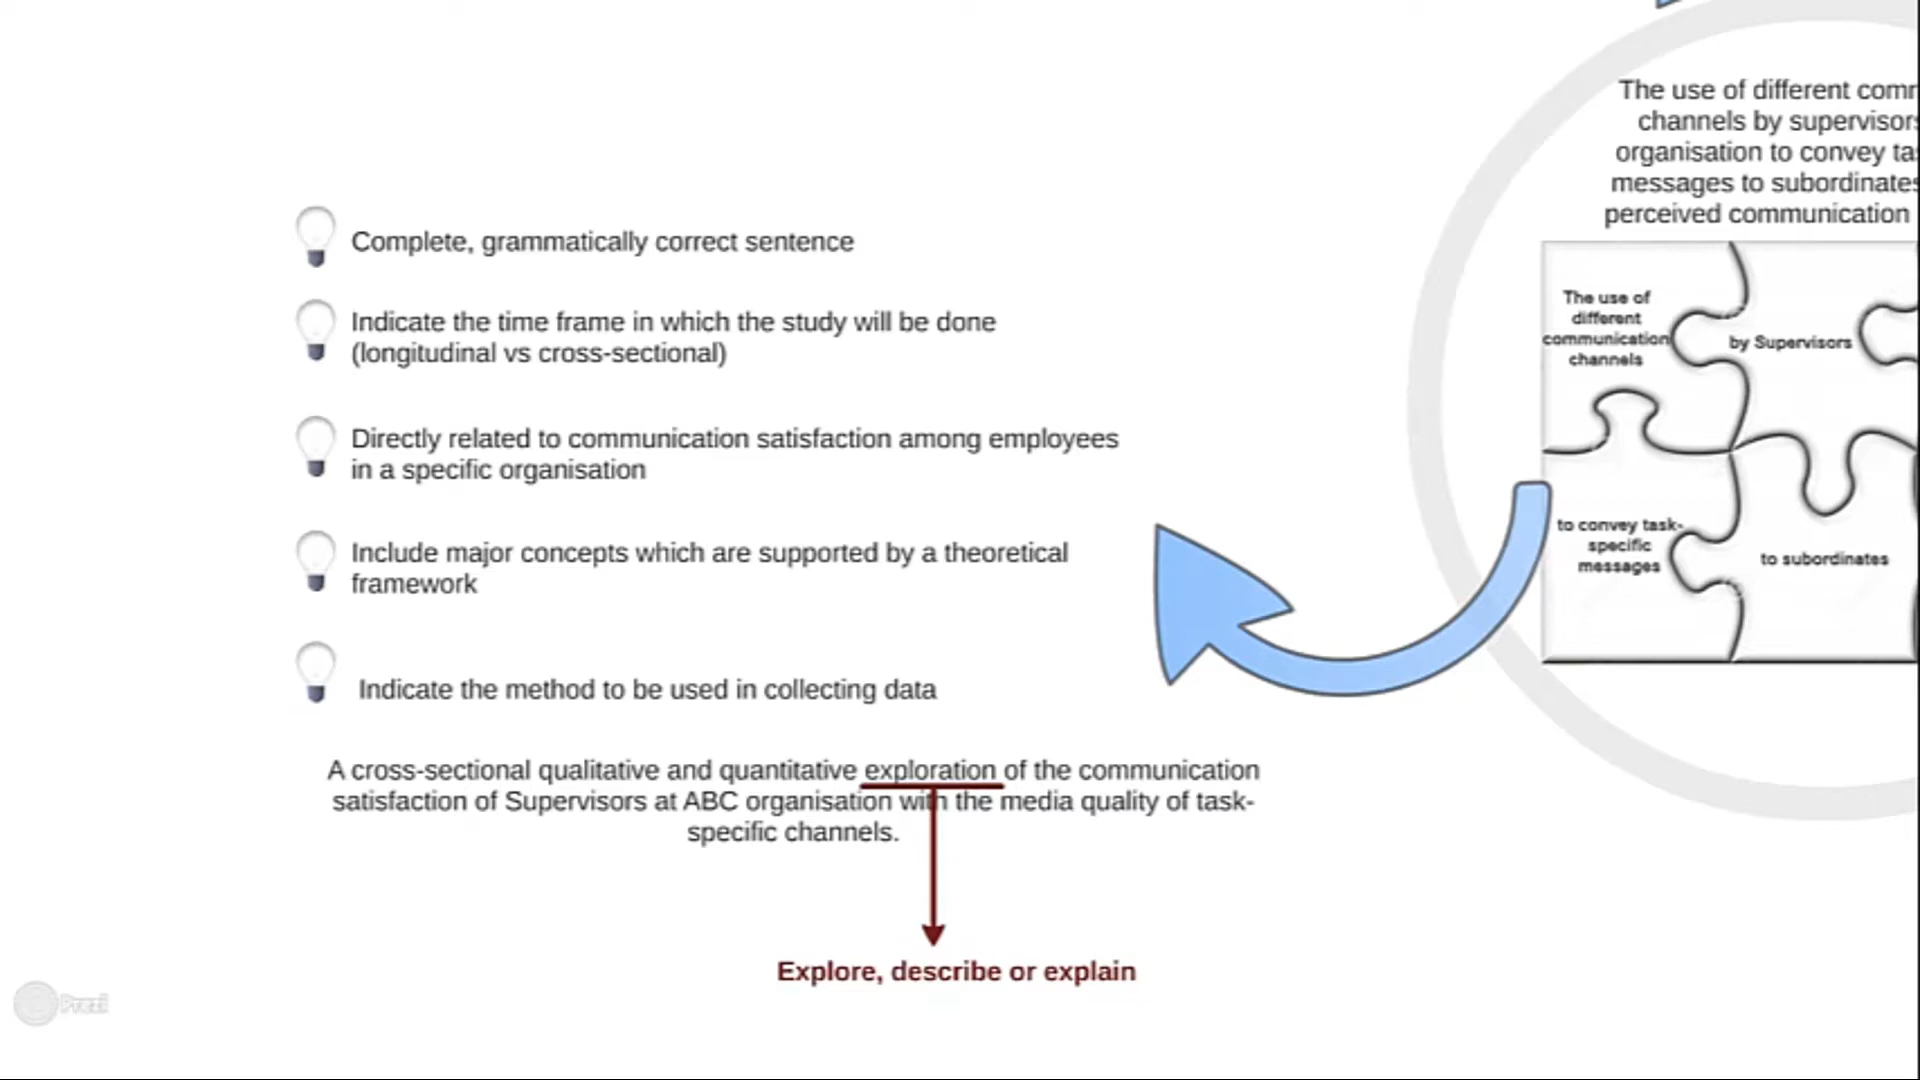 Complete, grammatically correct sentence
Indicate the time frame in which the study will be done
(longitudinal vs cross-sectional)
Directly related to communication satisfaction among employees
in a specific organisation
Include major concepts which are supported by a theoretical
framework
Indicate the method to be used in collecting data
A cross-sectional qualitative and quantitative exploration of the communication
satisfaction of Supervisors at ABC organisation with the media quality of task-
specific channels.
Explore, describe or explain
The use of different
channels by
organisation to convey
messages to
perceived communication
The use of
different
communication
channels
by Supervisors
to convey task-
specific
messages
to subordinates
Prezi